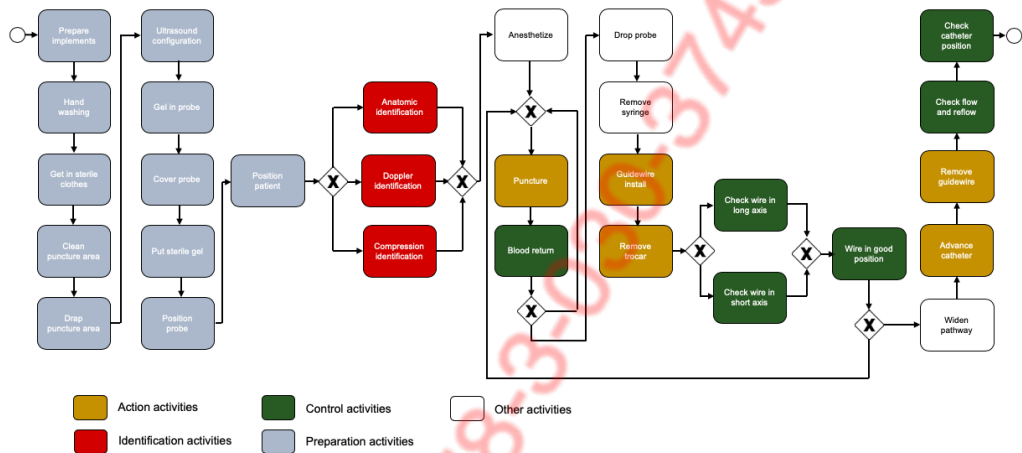 Prepare
implements
Hand
washing
Get in sterile
clothes
Clean
puncture area
Drap
puncture area
Ultrasound
configuration
Gel in probe
Cover probe
Put sterile gel
Position
probe
Position
patient
X
Anatomic
identification
Doppler
identification
Compression
identification
X
Anesthetize
X
Puncture
Blood return
X
Drop probe
Remove
syringe
Guidewire
install
Remove
trocar
X
Check wire in
long axis
Check wire in
short axis
X
Wire in good
position
X
Widen
pathway
Advance
catheter
Remove
guidewire
Check flow
and reflow
Check
catheter
position
Action activities
Control activities
Other activities
Identification activities
Preparation activities